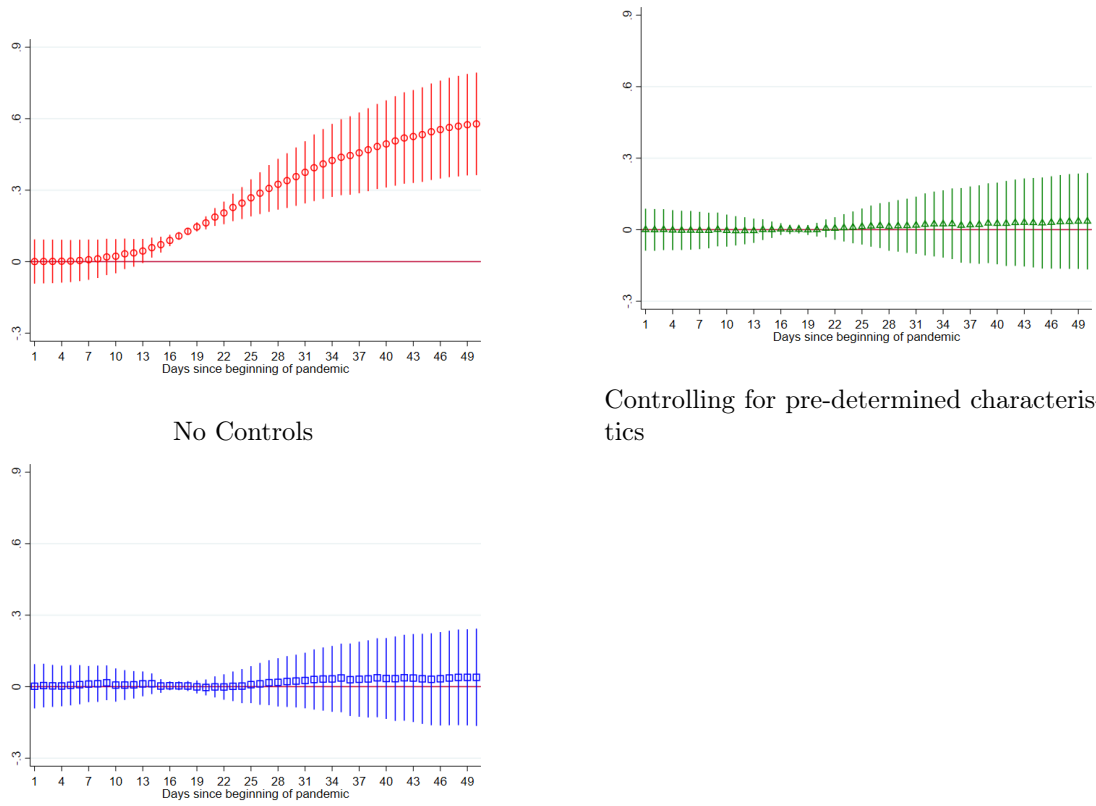 .9
.6
.3
0
-.3
1 4 7 10 13 16 19 22 25 28 31 34 37 40 43 46 49
Days since beginning of pandemic
No Controls
.9
.6
.3
0
-.3
1 4 7 10 13 16 19 22 25 28 31 34 37 40 43 46 49
Days since beginning of pandemic
Controlling for pre-determined characteris-
tics
.9
.6
.3
0
-.3
1 4 7 10 13 16 19 22 25 28 31 34 37 40 43 46 49
Days since beginning of pandemic